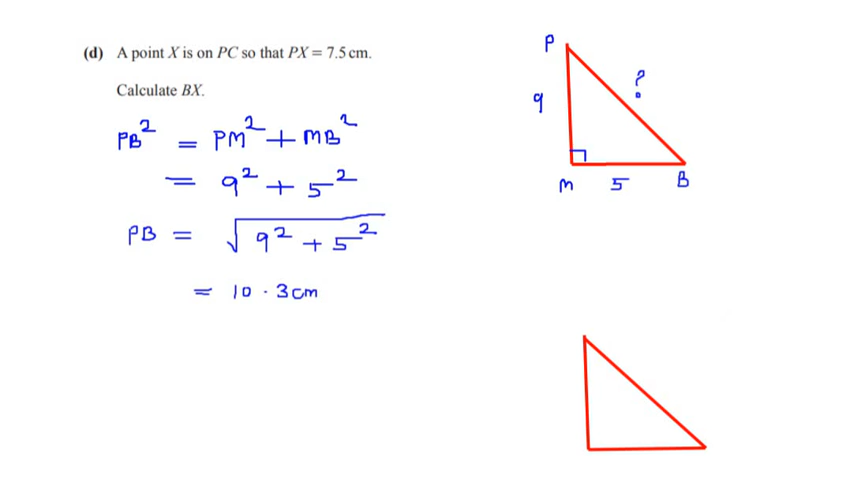 (d) A point X is on PC so that PX = 7.5 cm.
Calculate BX.
PB² = PM² + MB²
= 9² + 5²
PB = √9² + 5²
= 10.3cm
P
9
?
M 5 B